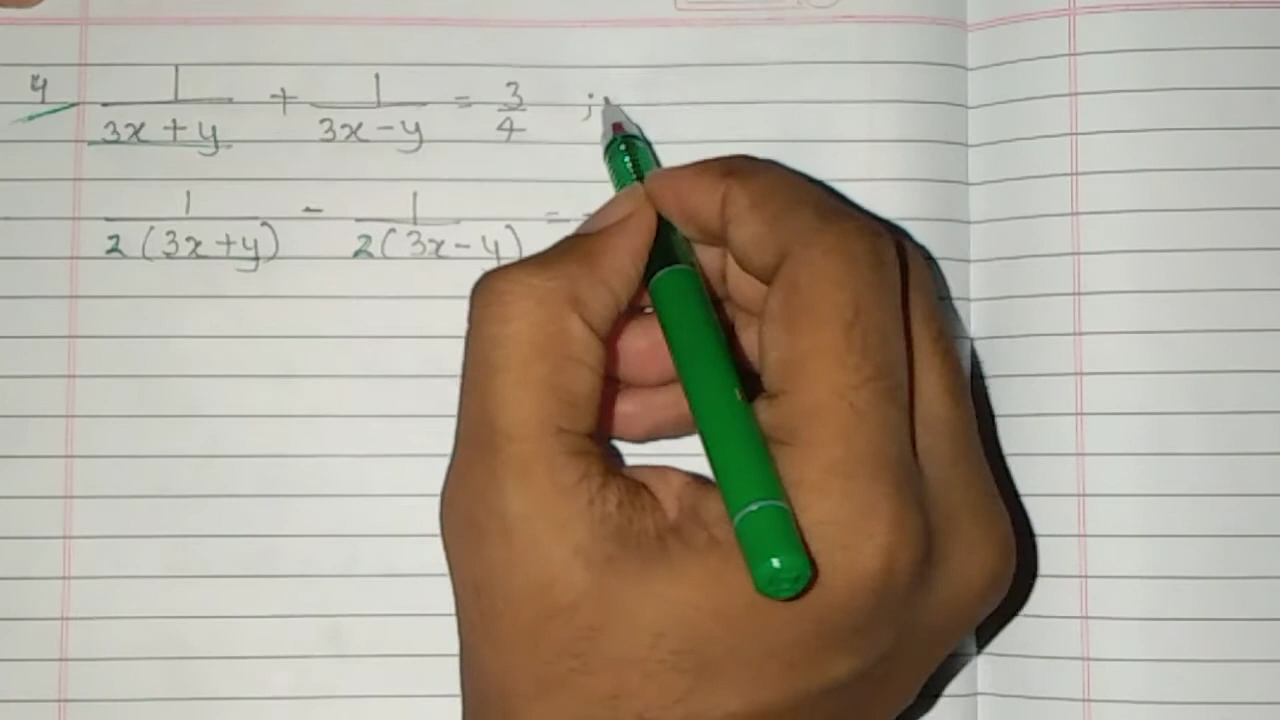 4 1/(3x+y) + 1/(3x-y) = 3/4 ;
1/(2(3x+y)) - 1/(2(3x-y)) =